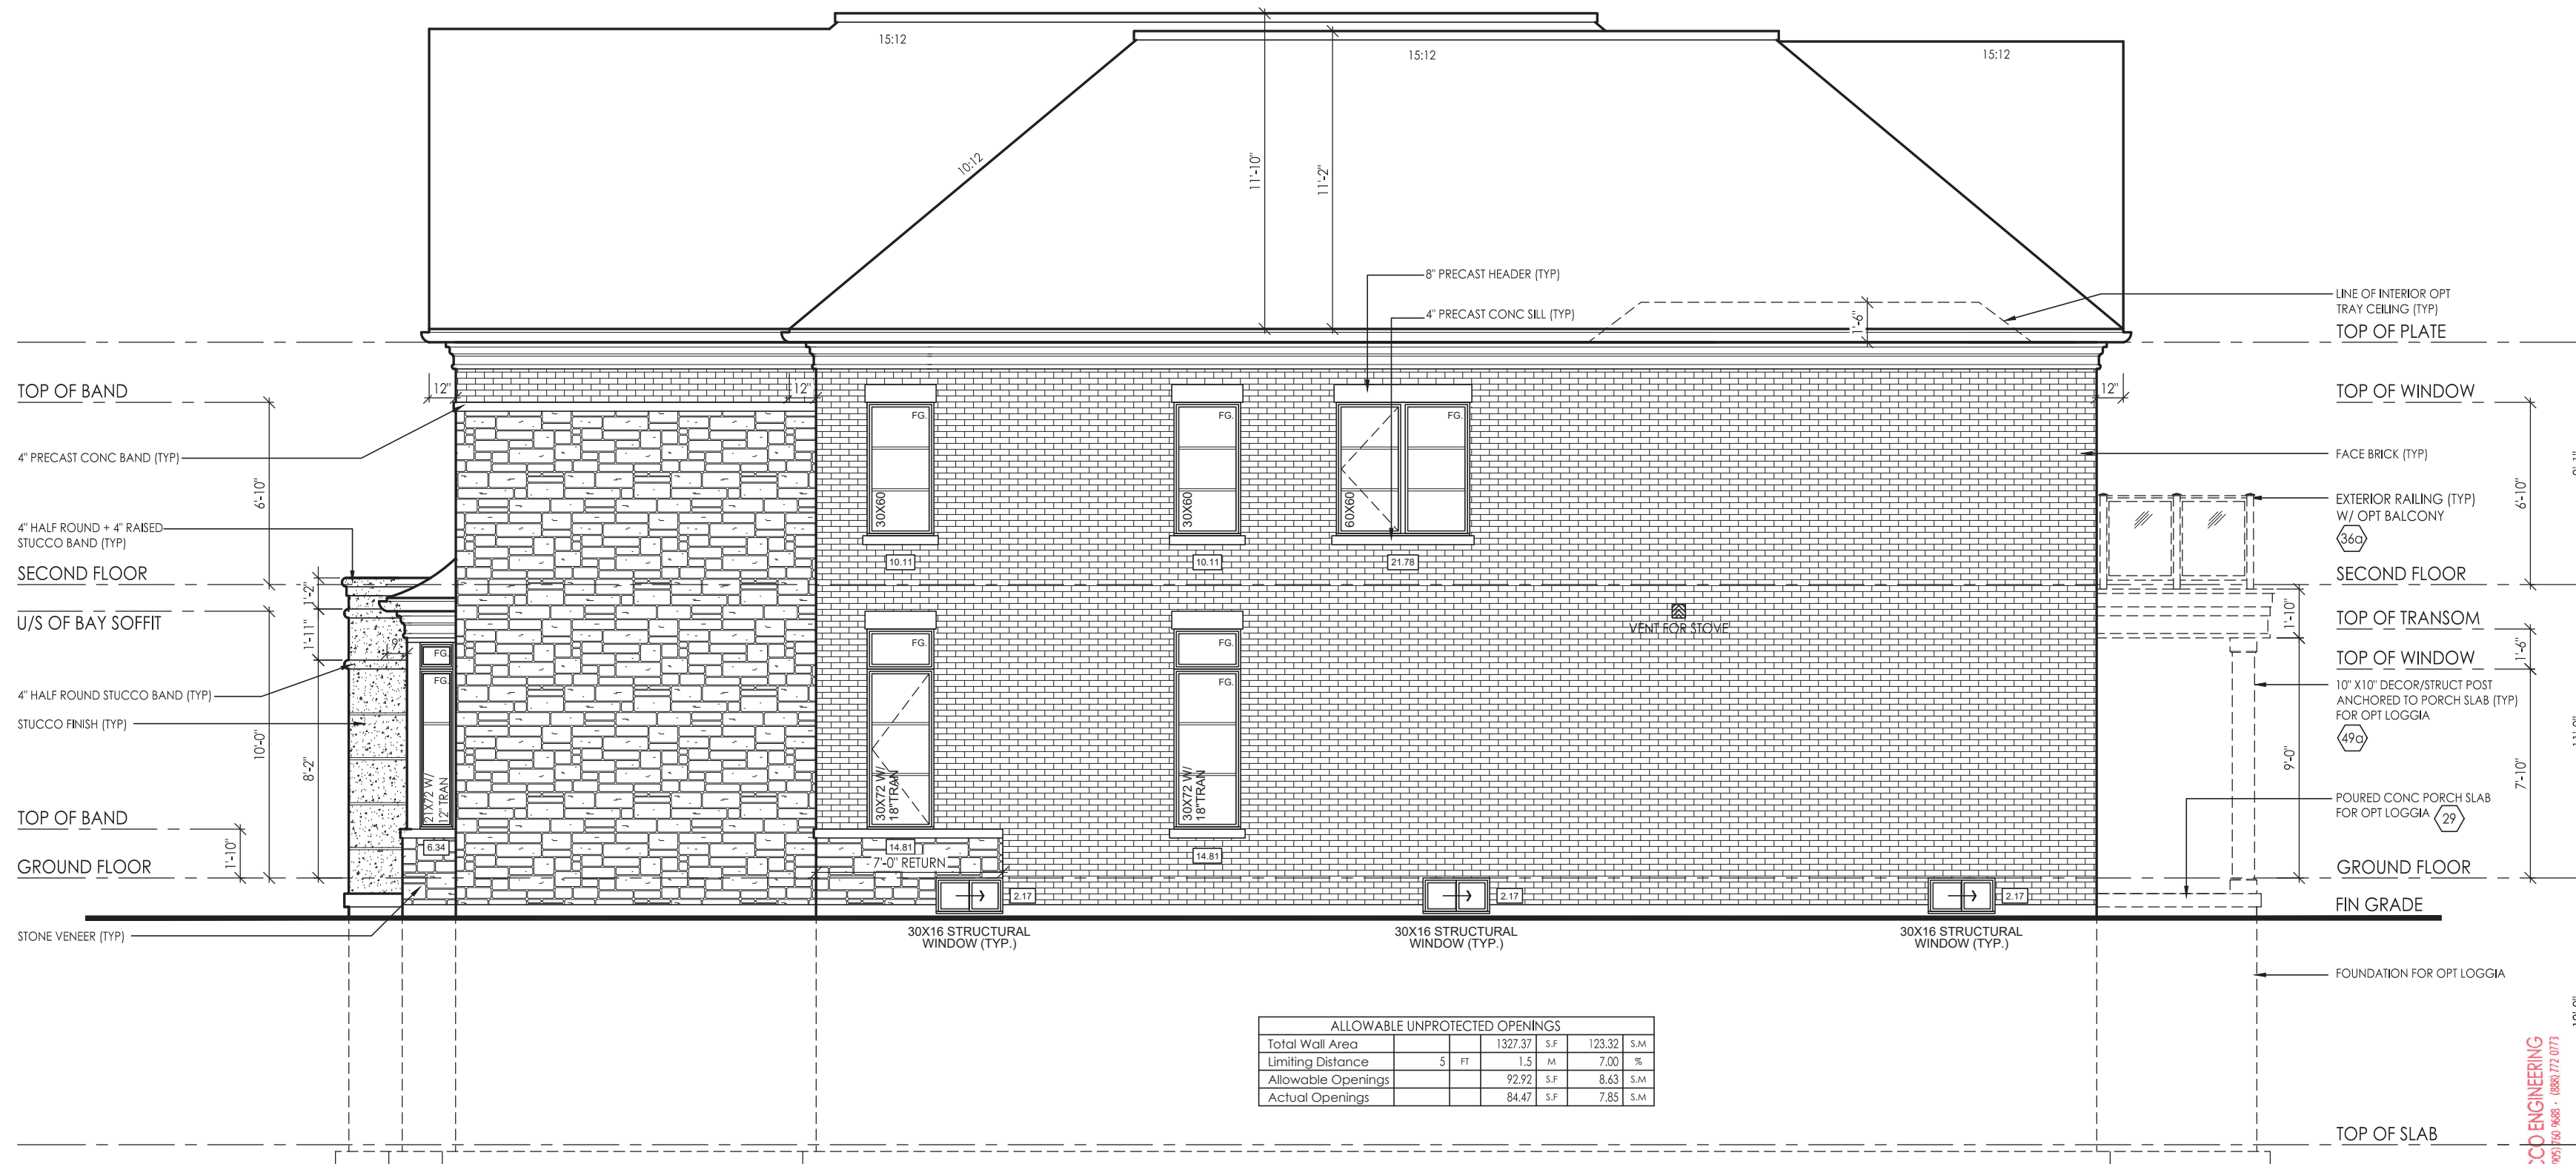 15:12
15:12
15:12
10:12
11'-10"
11'-2"
8" PRECAST HEADER (TYP)
4" PRECAST CONC SILL (TYP)
1'-6"
LINE OF INTERIOR OPT
TRAY CEILING (TYP)
TOP OF PLATE
TOP OF BAND
12"
12"
12"
TOP OF WINDOW
4" PRECAST CONC BAND (TYP)
6'-10"
4" HALF ROUND + 4" RAISED
STUCCO BAND (TYP)
SECOND FLOOR
U/S OF BAY SOFFIT
1'-2"
1'-11"
9"
4" HALF ROUND STUCCO BAND (TYP)
STUCCO FINISH (TYP)
10'-0"
8'-2"
TOP OF BAND
1'-10"
GROUND FLOOR
STONE VENEER (TYP)
FG.
FG.
21X72 W/
12" TRAN
6.34
FG.
30X60
10.11
FG.
30X60
10.11
FG.
60X60
21.78
FG.
30X72 W/
18"TRAN
14.81
7'-0" RETURN
FG.
FG.
30X72 W/
18"TRAN
14.81
VENT FOR STOVE
2.17
2.17
2.17
30X16 STRUCTURAL
WINDOW (TYP.)
30X16 STRUCTURAL
WINDOW (TYP.)
30X16 STRUCTURAL
WINDOW (TYP.)
FACE BRICK (TYP)
EXTERIOR RAILING (TYP)
W/ OPT BALCONY
36a
6'-10"
SECOND FLOOR
1'-10"
TOP OF TRANSOM
1'-6"
TOP OF WINDOW
10" X10" DECOR/STRUCT POST
ANCHORED TO PORCH SLAB (TYP)
FOR OPT LOGGIA
49a
9'-0"
7'-10"
POURED CONC PORCH SLAB
FOR OPT LOGGIA 29
GROUND FLOOR
FIN GRADE
FOUNDATION FOR OPT LOGGIA
ALLOWABLE UNPROTECTED OPENINGS
Total Wall Area 1327.37 S.F 123.32 S.M
Limiting Distance 5 FT 1.5 M 7.00 %
Allowable Openings 92.92 S.F 8.63 S.M
Actual Openings 84.47 S.F 7.85 S.M
TOP OF SLAB
ENGINEERING
(888) 772 0773